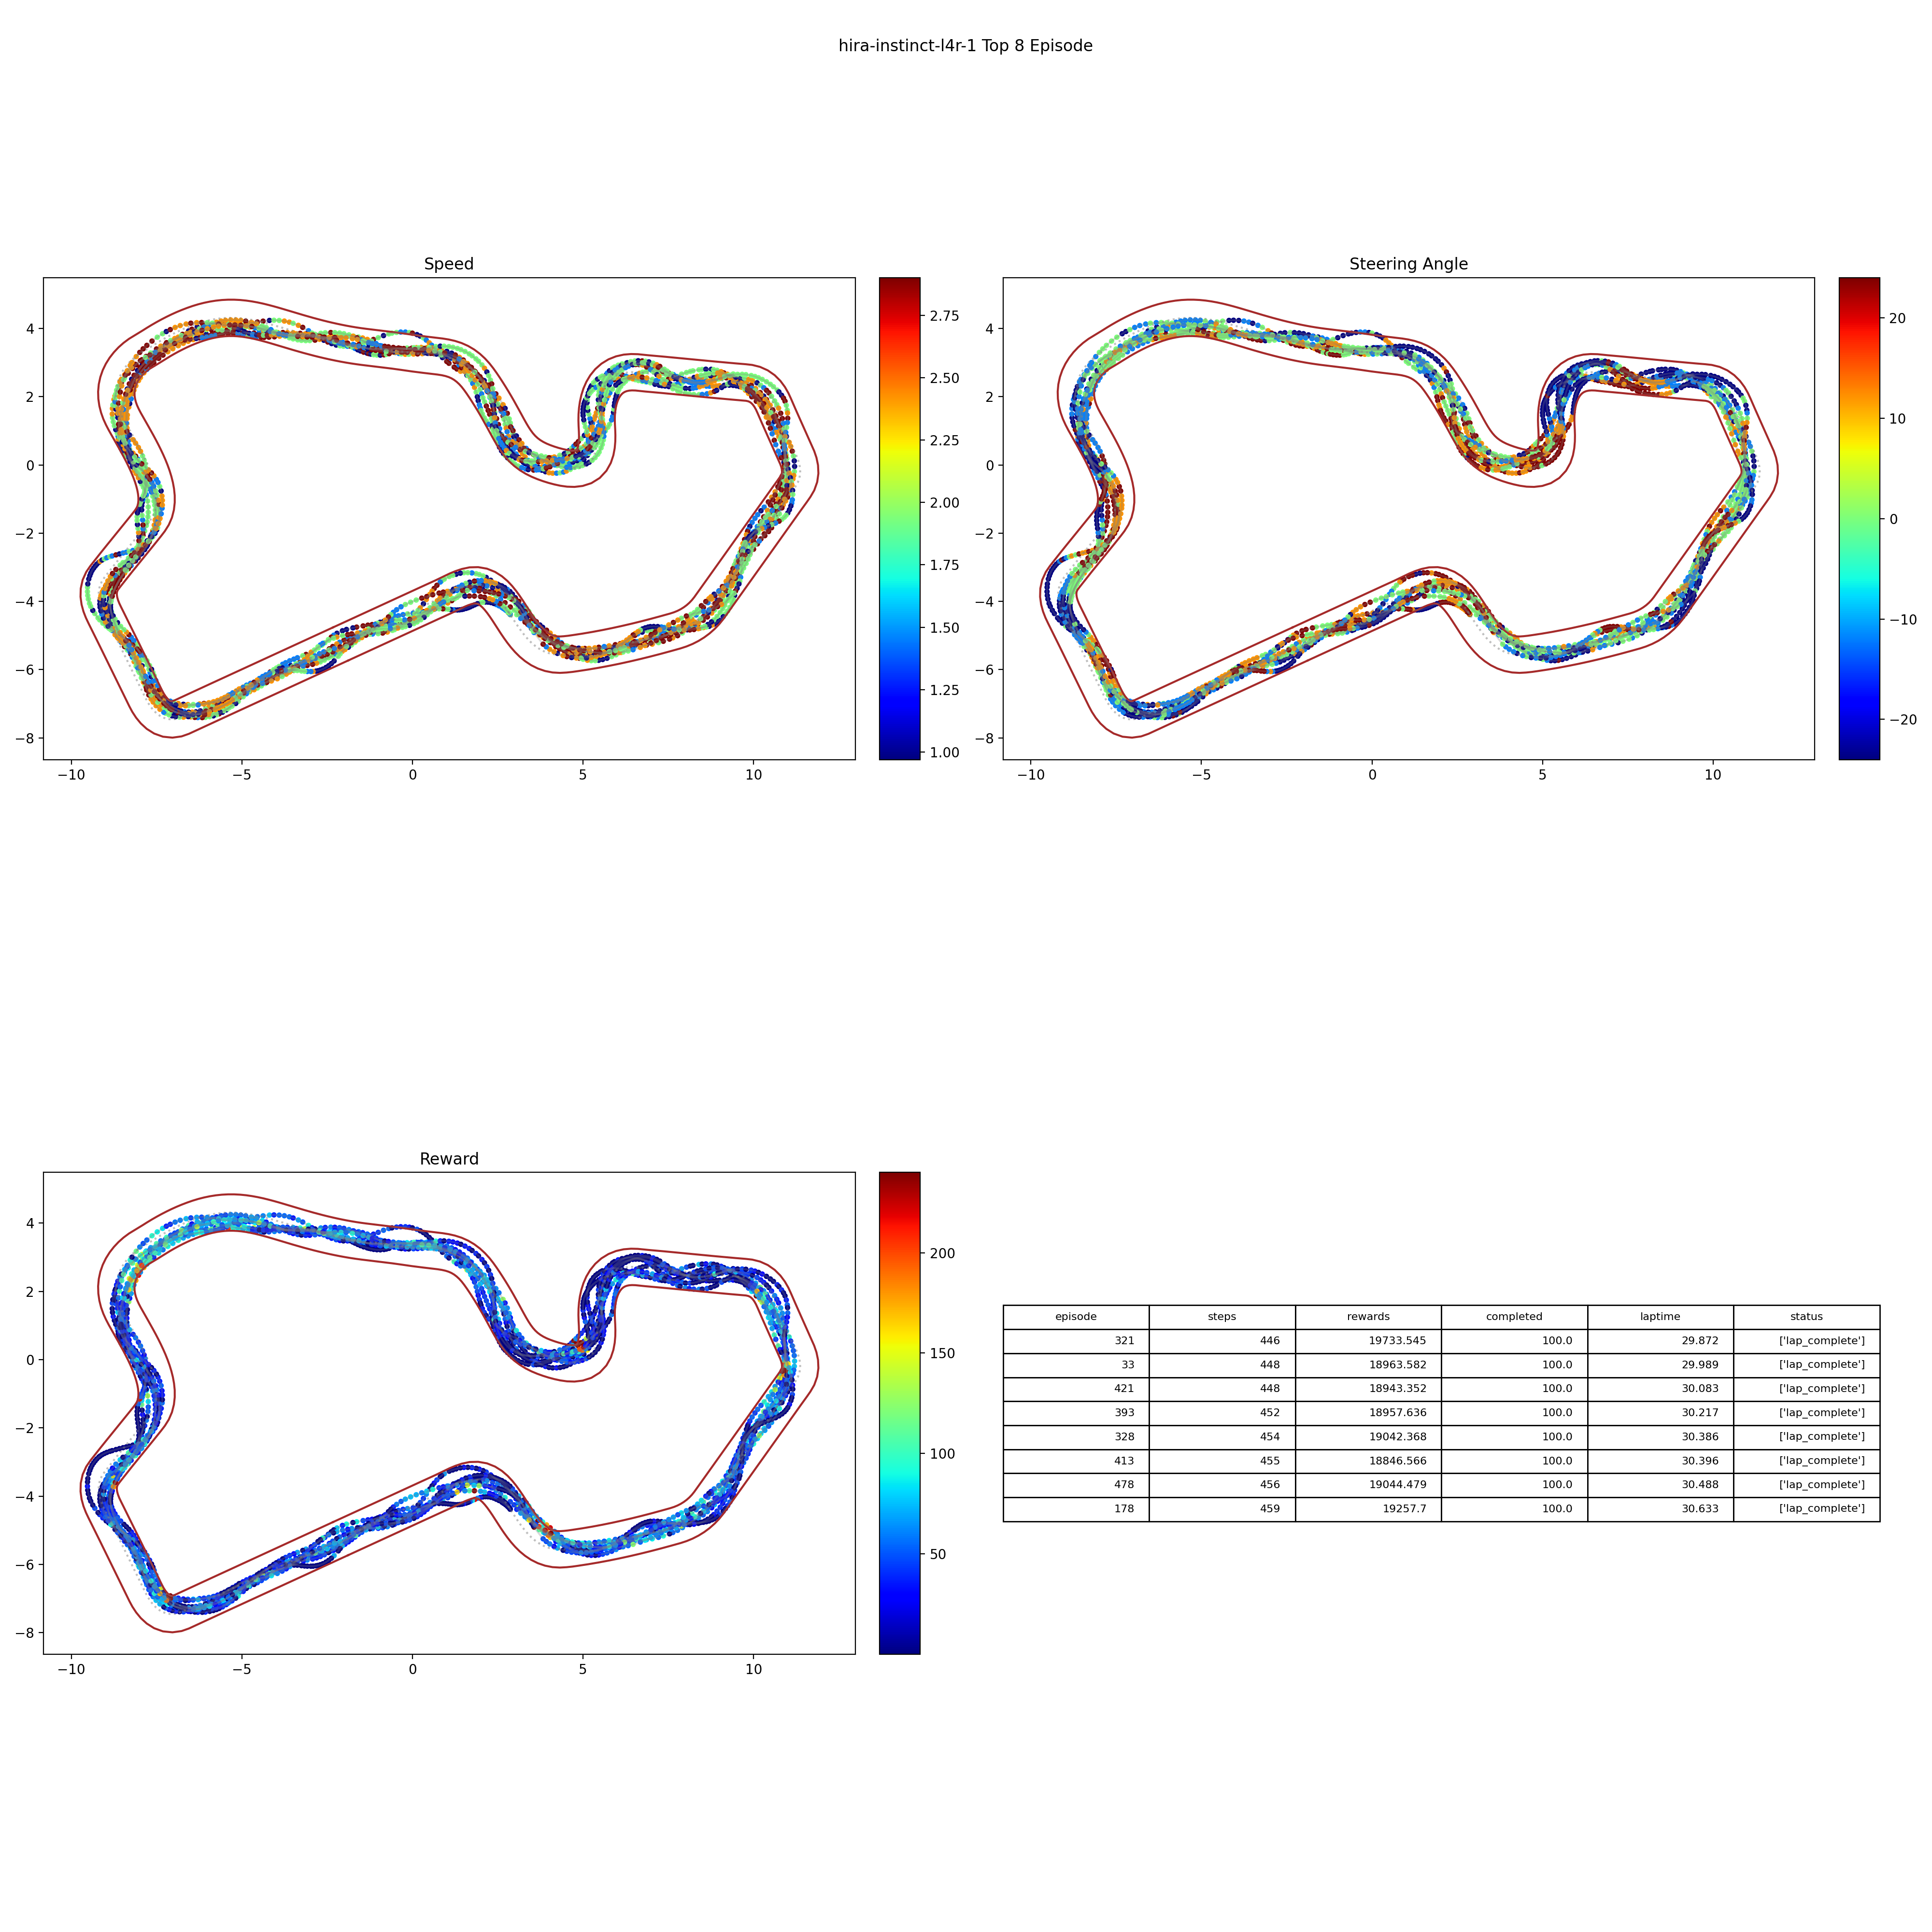 hira-instinct-l4r-1 Top 8 Episode
Speed
4
2
0
−2
−4
−6
−8
−10 −5 0 5 10
2.75
2.50
2.25
2.00
1.75
1.50
1.25
1.00
Steering Angle
4
2
0
−2
−4
−6
−8
−10 −5 0 5 10
20
10
0
−10
−20
Reward
4
2
0
−2
−4
−6
−8
−10 −5 0 5 10
200
150
100
50
episode steps rewards completed laptime status
321 446 19733.545 100.0 29.872 ['lap_complete']
33 448 18963.582 100.0 29.989 ['lap_complete']
421 448 18943.352 100.0 30.083 ['lap_complete']
393 452 18957.636 100.0 30.217 ['lap_complete']
328 454 19042.368 100.0 30.386 ['lap_complete']
413 455 18846.566 100.0 30.396 ['lap_complete']
478 456 19044.479 100.0 30.488 ['lap_complete']
178 459 19257.7 100.0 30.633 ['lap_complete']